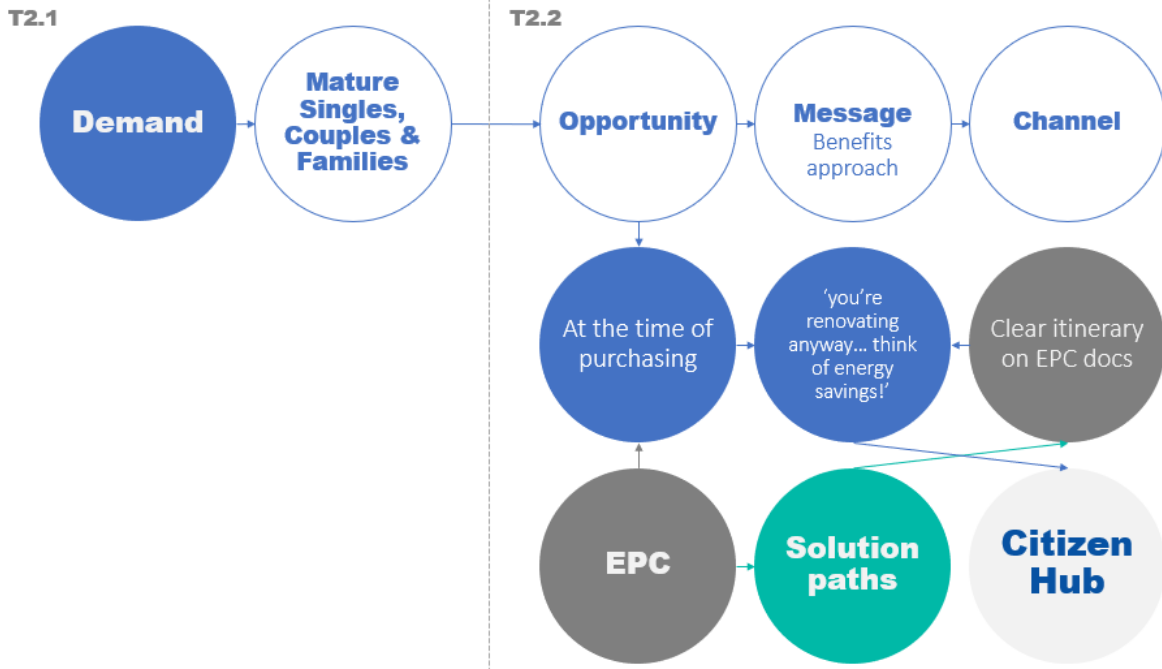 T2.1
T2.2
Demand
Mature
Singles,
Couples &
Families
Opportunity
Message
Benefits
approach
Channel
At the time of
purchasing
‘you’re
renovating
anyway... think
of energy
savings!’
Clear itinerary
on EPC docs
EPC
Solution
paths
Citizen
Hub